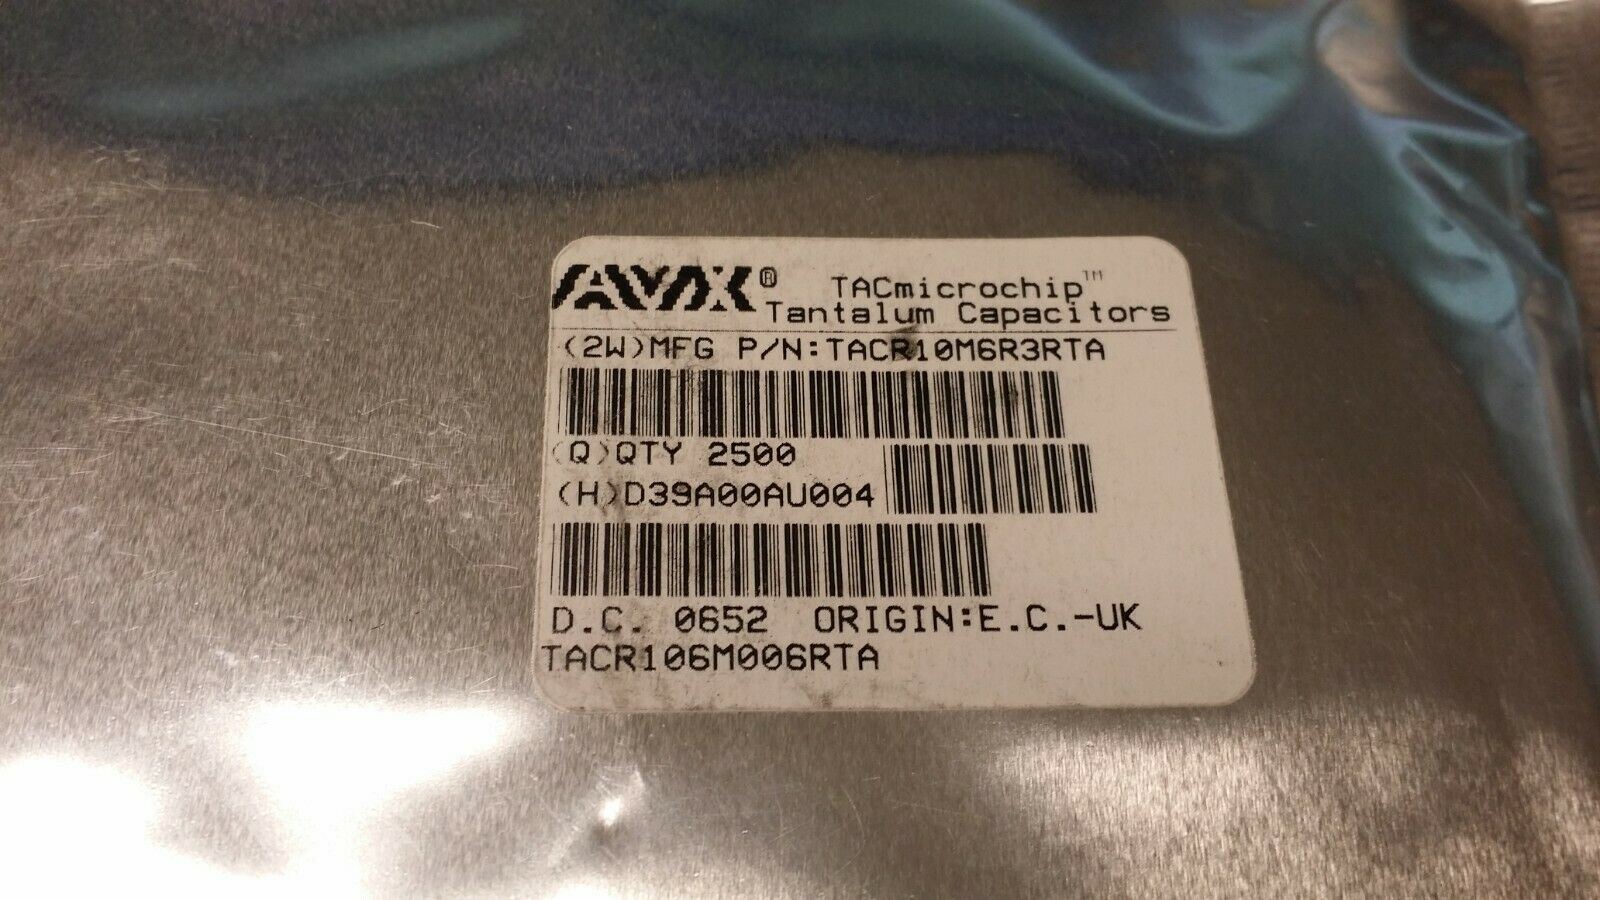 AVX® TACmicrochip™
Tantalum Capacitors
(2W)MFG P/N:TACR10M6R3RTA
(Q)QTY 2500
(H)D39A00AU004
D.C. 0652 ORIGIN:E.C.-UK
TACR106M006RTA